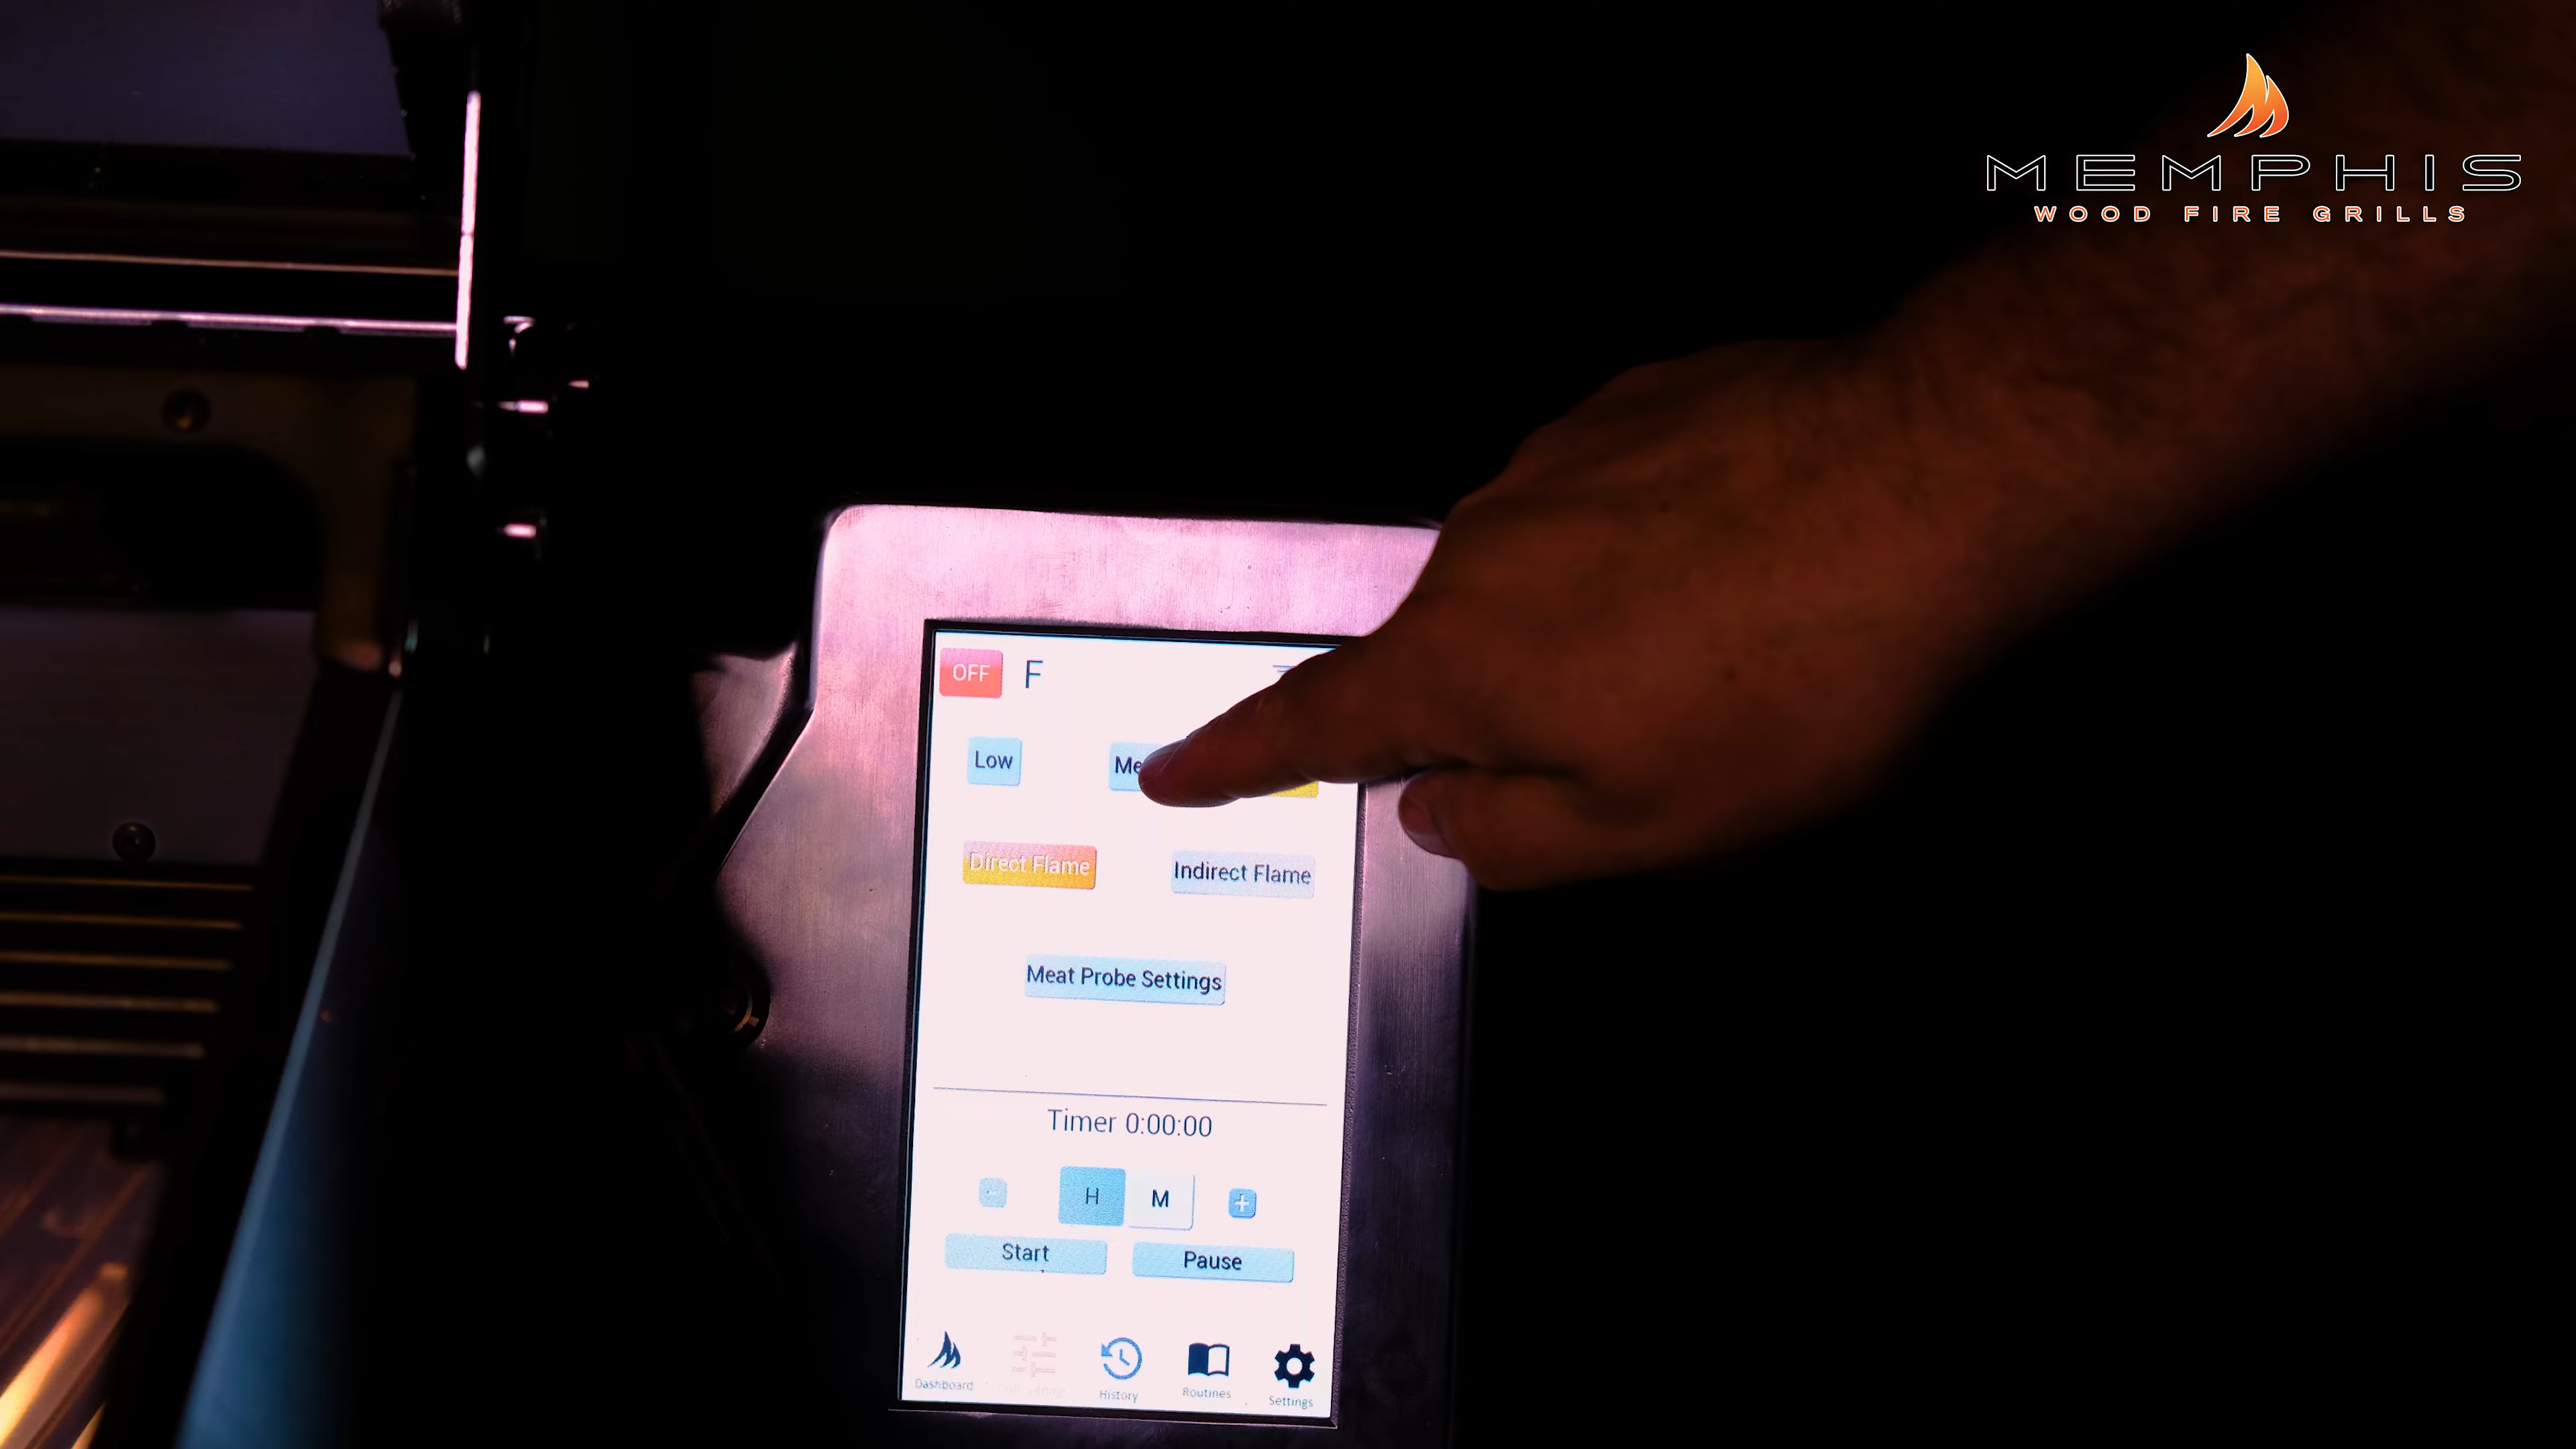 MEMPHIS
WOOD FIRE GRILLS
OFF F
Low Me
Direct Flame Indirect Flame
Meat Probe Settings
Timer 0:00:00
- H M +
Start Pause
Dashboard History Routines Settings